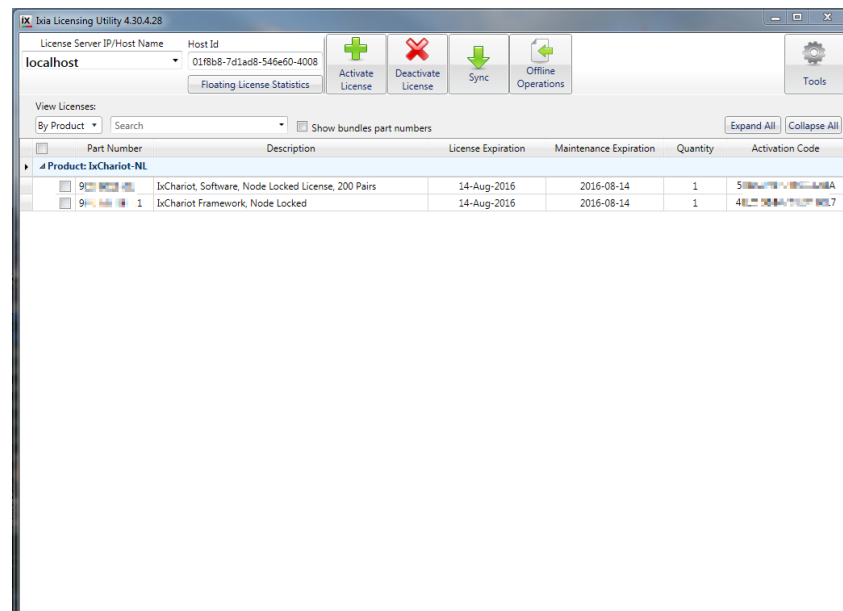 IX Ixia Licensing Utility 4.30.4.28
License Server IP/Host Name
Host Id
localhost
01f8b8-7d1ad8-546e60-4008
Floating License Statistics
Activate
License
Deactivate
License
Sync
Offline
Operations
Tools
View Licenses:
By Product
Search
Show bundles part numbers
Expand All
Collapse All
Part Number Description License Expiration Maintenance Expiration Quantity Activation Code
Product: IxChariot-NL
IxChariot, Software, Node Locked License, 200 Pairs 14-Aug-2016 2016-08-14 1
IxChariot Framework, Node Locked 14-Aug-2016 2016-08-14 1